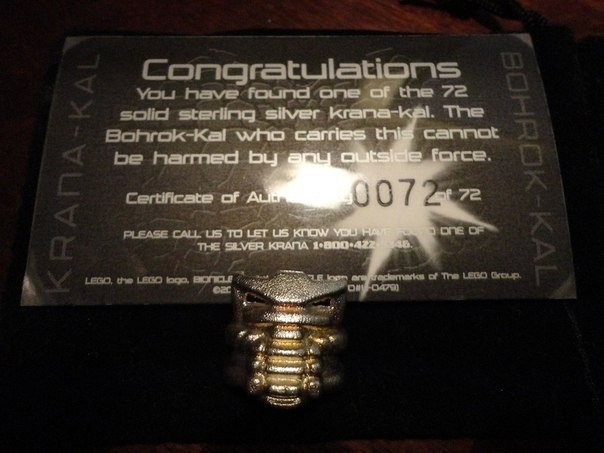 Congratulations
You have found one of the 72
solid sterling silver krana-kal. The
Bohrok-Kal who carries this cannot
be harmed by any outside force.
Certificate of 0072 of 72
PLEASE CALL US TO LET US KNOW YOU HAVE ONE OF
THE SILVER KRANA
LEGO, the LEGO logo, logo are trademarks of The LEGO Group.
KRANA-KAL
BOHROK-KAL